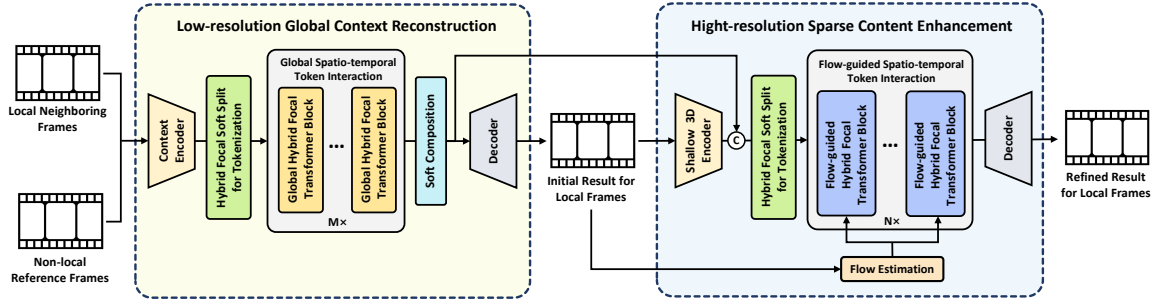 Low-resolution Global Context Reconstruction
Local Neighboring
Frames
Non-local
Reference Frames
Context
Encoder
Hybrid Focal Soft Split
for Tokenization
Global Spatio-temporal
Token Interaction
Global Hybrid Focal
Transformer Block
...
Global Hybrid Focal
Transformer Block
M×
Soft Composition
Decoder
Initial Result for
Local Frames
Hight-resolution Sparse Content Enhancement
Shallow 3D
Encoder
C
Hybrid Focal Soft Split
for Tokenization
Flow-guided Spatio-temporal
Token Interaction
Flow-guided
Hybrid Focal
Transformer Block
...
Flow-guided
Hybrid Focal
Transformer Block
N×
Flow Estimation
Decoder
Refined Result
for Local Frames